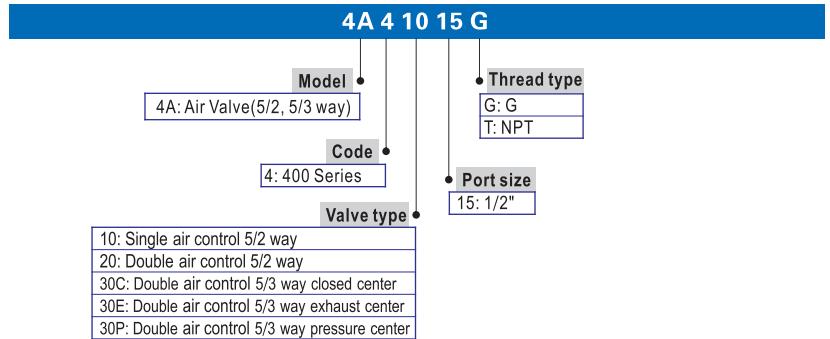 4A 4 10 15 G
Model
4A: Air Valve(5/2, 5/3 way)
Thread type
G: G
T: NPT
Code
4: 400 Series
Port size
15: 1/2"
Valve type
10: Single air control 5/2 way
20: Double air control 5/2 way
30C: Double air control 5/3 way closed center
30E: Double air control 5/3 way exhaust center
30P: Double air control 5/3 way pressure center